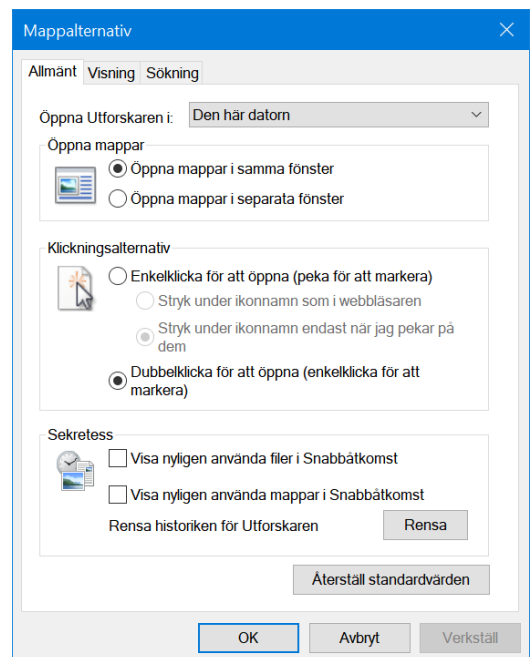 Mappalternativ
Allmänt Visning Sökning
Öppna Utforskaren i: Den här datorn
Öppna mappar
Öppna mappar i samma fönster
Öppna mappar i separata fönster
Klickningsalternativ
Enkelklicka för att öppna (peka för att markera)
Stryk under ikonnamn som i webbläsaren
Stryk under ikonnamn endast när jag pekar på
dem
Dubbelklicka för att öppna (enkelklicka för att
markera)
Sekretess
Visa nyligen använda filer i Snabbåtkomst
Visa nyligen använda mappar i Snabbåtkomst
Rensa historiken för Utforskaren Rensa
Återställ standardvärden
OK Avbryt Verkställ